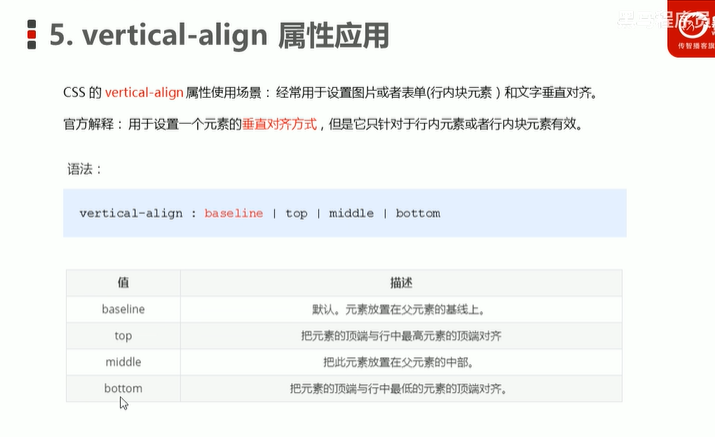 5. vertical-align 属性应用
传智播客旗
CSS 的 vertical-align 属性使用场景： 经常用于设置图片或者表单(行内块元素 ）和文字垂直对齐。
官方解释： 用于设置一个元素的垂直对齐方式，但是它只针对于行内元素或者行内块元素有效。
语法：
vertical-align : baseline | top | middle | bottom
值 描述
baseline 默认。元素放置在父元素的基线上。
top 把元素的顶端与行中最高元素的顶端对齐
middle 把此元素放置在父元素的中部。
bottom 把元素的顶端与行中最低的元素的顶端对齐。